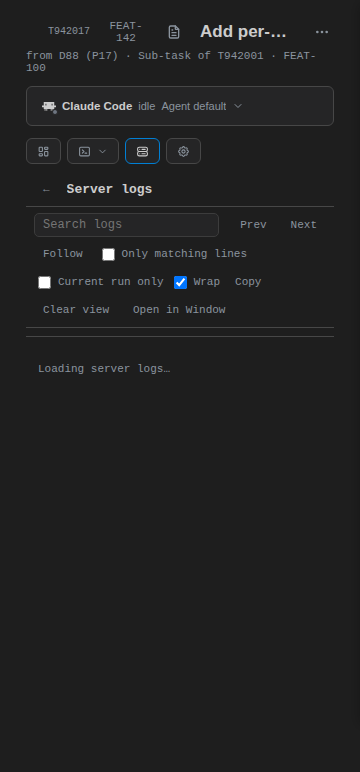 T942017 FEAT-142 Add per-…
from D88 (P17) · Sub-task of T942001 · FEAT-
100
Claude Code idle Agent default
← Server logs
Search logs Prev Next
Follow Only matching lines
Current run only Wrap Copy
Clear view Open in Window
Loading server logs…